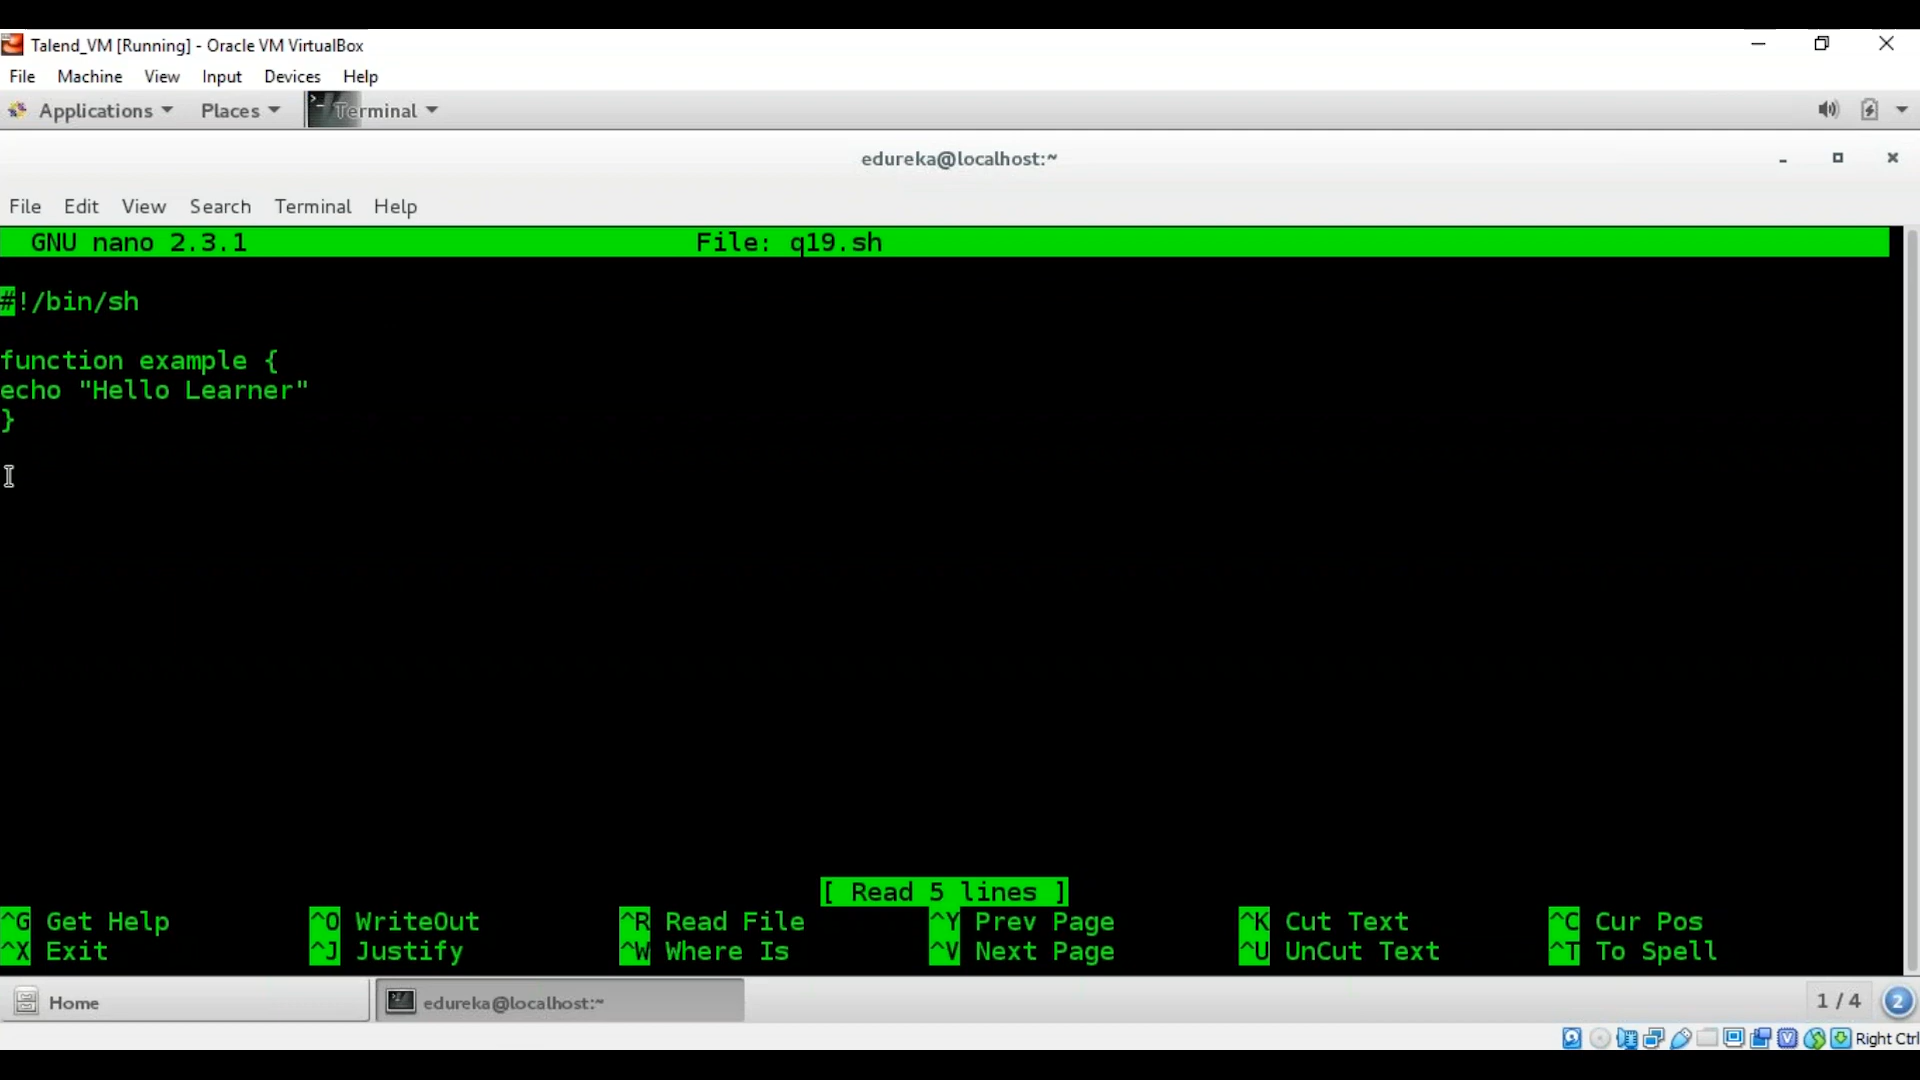 Talend_VM [Running] - Oracle VM VirtualBox
File Machine View Input Devices Help
Applications Places Terminal
edureka@localhost:~
File Edit View Search Terminal Help
GNU nano 2.3.1 File: q19.sh
#!/bin/sh
function example {
echo "Hello Learner"
}
[ Read 5 lines ]
^G Get Help ^O WriteOut ^R Read File ^Y Prev Page ^K Cut Text ^C Cur Pos
^X Exit ^J Justify ^W Where Is ^V Next Page ^U UnCut Text ^T To Spell
Home edureka@localhost:~ 1 / 4 2
Right Ctrl